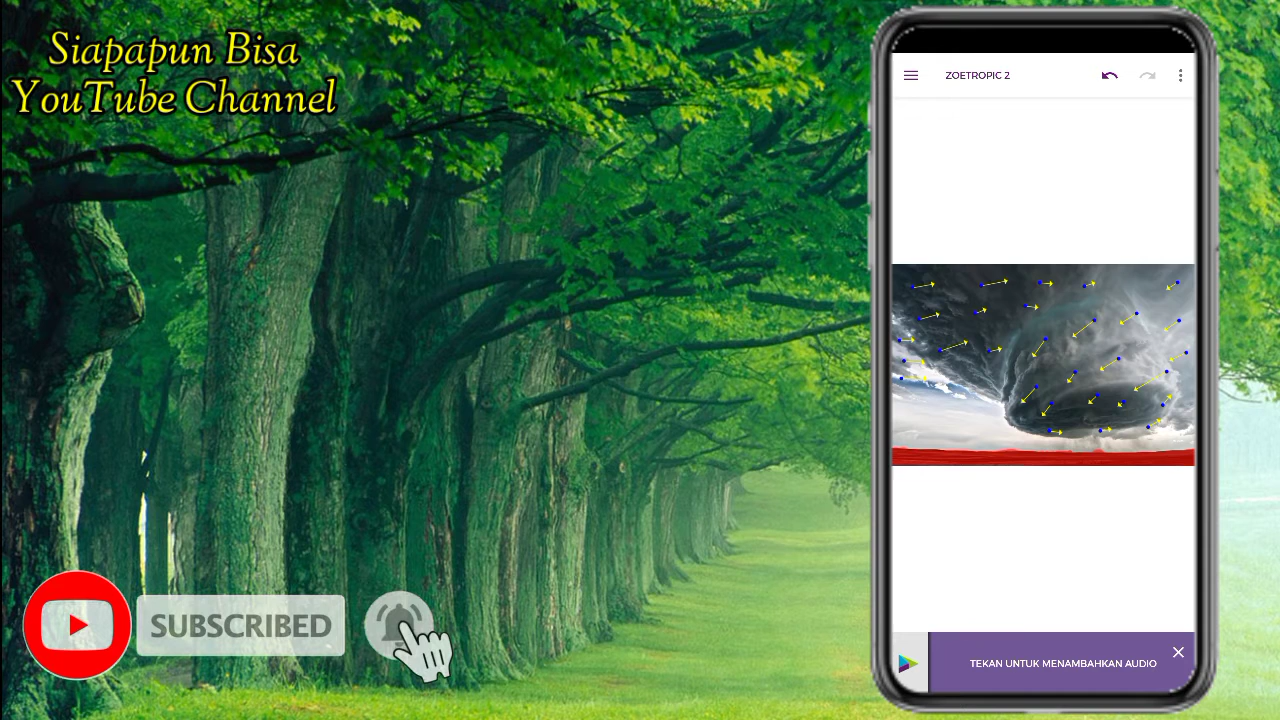 Siapapun Bisa
YouTube Channel
ZOETROPIC 2
SUBSCRIBED
TEKAN UNTUK MENAMBAHKAN AUDIO